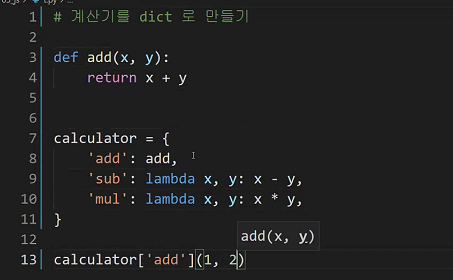 1 # 계산기를 dict 로 만들기
2
3 def add(x, y):
4     return x + y
5
6
7 calculator = {
8     'add': add,
9     'sub': lambda x, y: x - y,
10     'mul': lambda x, y: x * y,
11 }
12
add(x, y)
13 calculator['add'](1, 2)